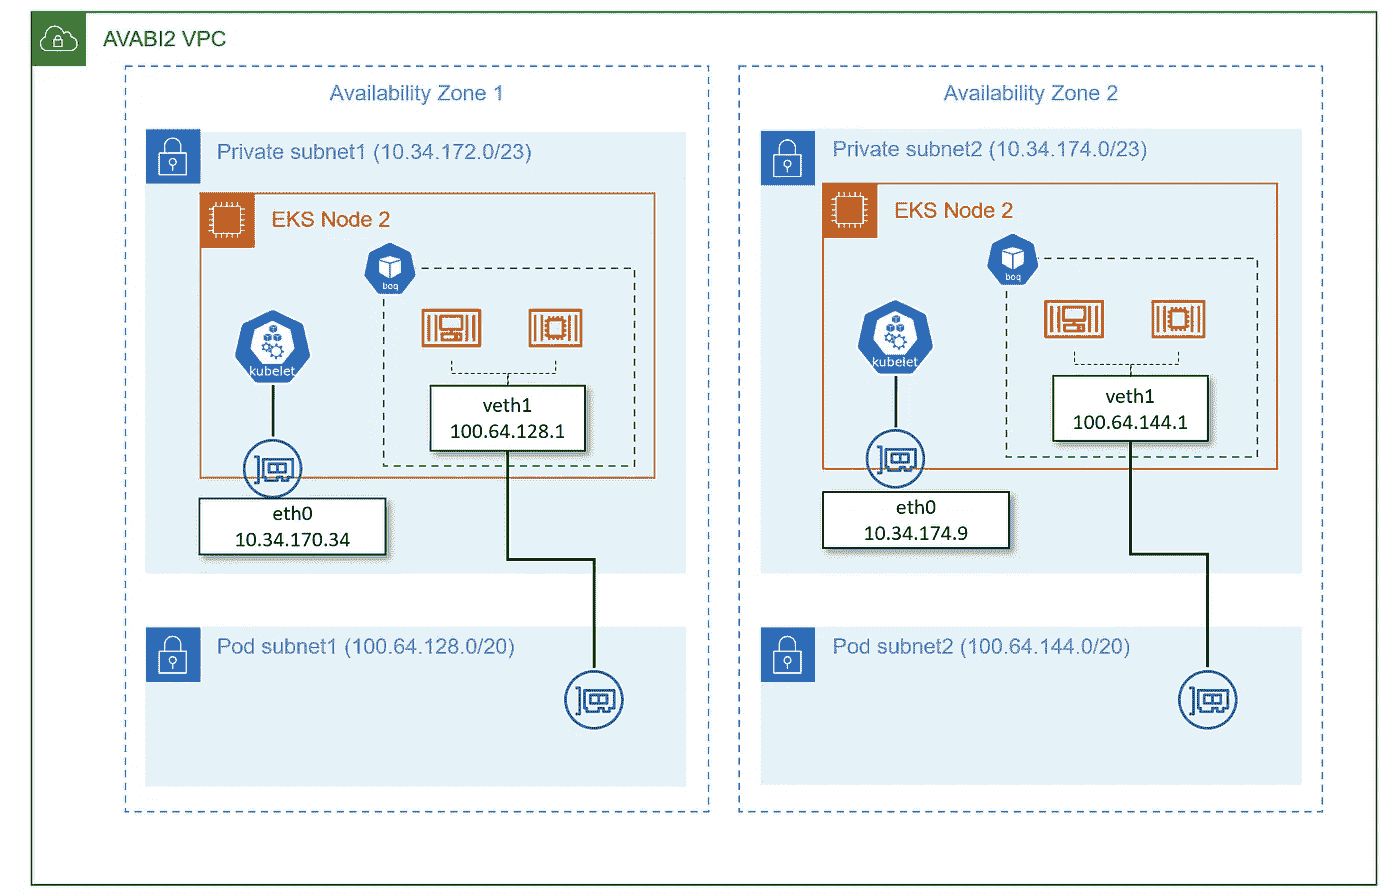 AVABI2 VPC
Availability Zone 1
Private subnet1 (10.34.172.0/23)
EKS Node 2
boq
kubelet
veth1
100.64.128.1
eth0
10.34.170.34
Pod subnet1 (100.64.128.0/20)
Availability Zone 2
Private subnet2 (10.34.174.0/23)
EKS Node 2
boq
kubelet
veth1
100.64.144.1
eth0
10.34.174.9
Pod subnet2 (100.64.144.0/20)